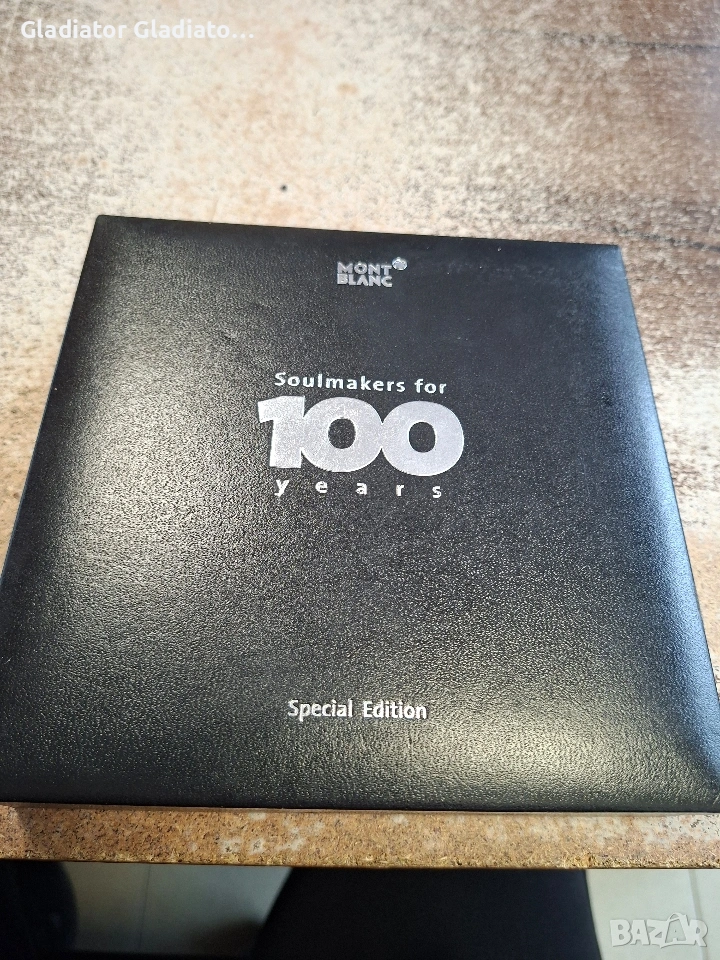 Gladiator Gladiato...
MONT
BLANC
Soulmakers for
100
years
Special Edition
BAZAR